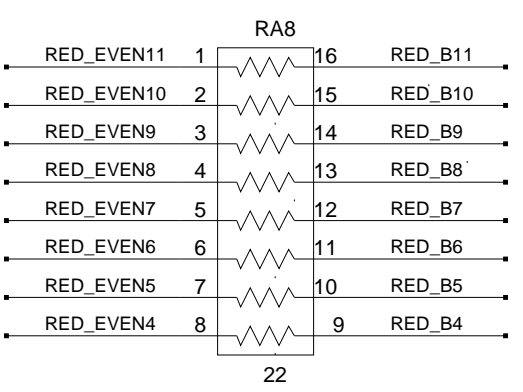 RA8
RED_EVEN11 1 16 RED_B11
RED_EVEN10 2 15 RED_B10
RED_EVEN9 3 14 RED_B9
RED_EVEN8 4 13 RED_B8
RED_EVEN7 5 12 RED_B7
RED_EVEN6 6 11 RED_B6
RED_EVEN5 7 10 RED_B5
RED_EVEN4 8 9 RED_B4
22